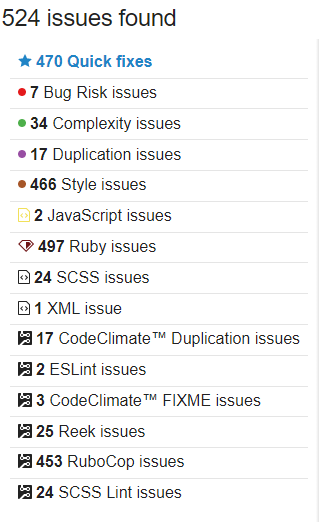 524 issues found
470 Quick fixes
7 Bug Risk issues
34 Complexity issues
17 Duplication issues
466 Style issues
2 JavaScript issues
497 Ruby issues
24 SCSS issues
1 XML issue
17 CodeClimate™ Duplication issues
2 ESLint issues
3 CodeClimate™ FIXME issues
25 Reek issues
453 RuboCop issues
24 SCSS Lint issues